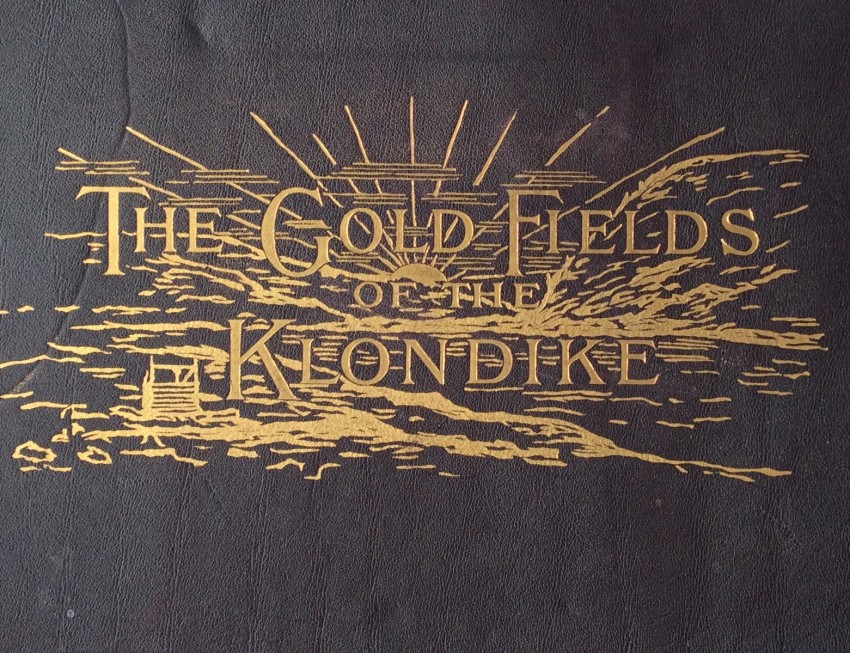 THE GOLD FIELDS
OF THE
KLONDIKE